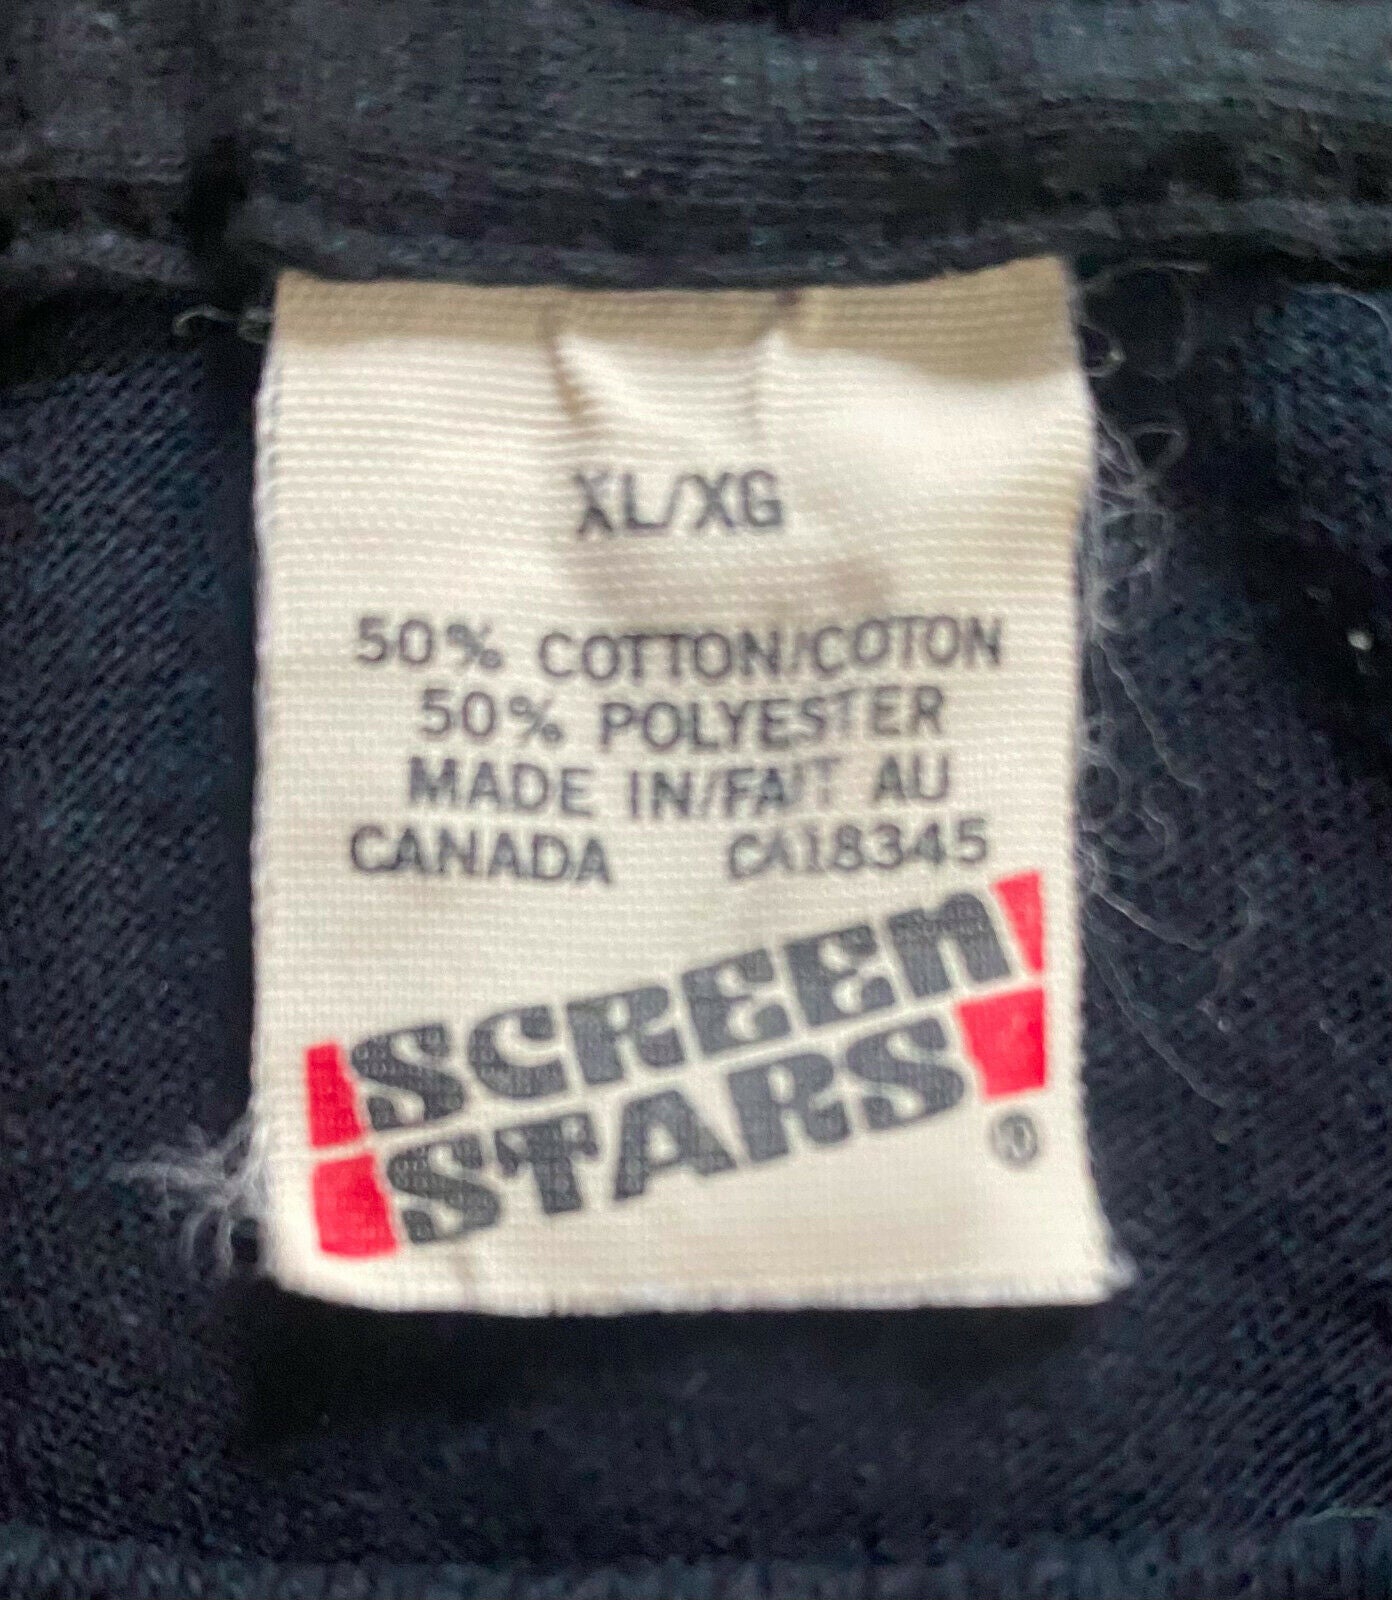 XL/XG
50% COTTON/COTON
50% POLYESTER
MADE IN/FAIT AU
CANADA CA18345
SCREEN
STARS ®